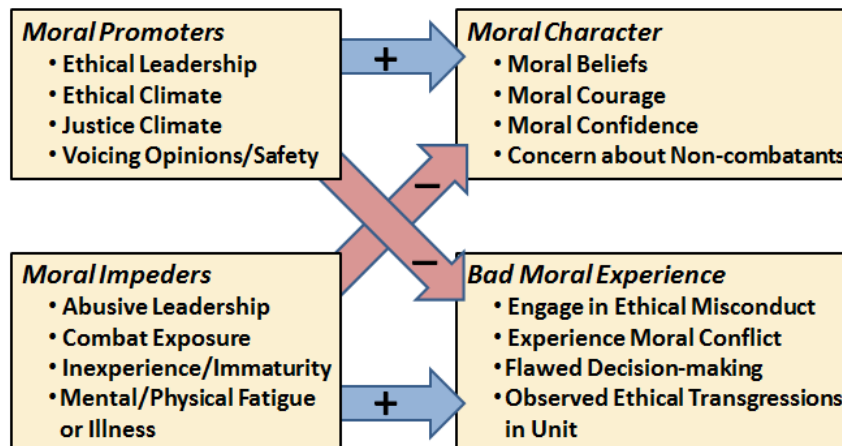 Moral Promoters
• Ethical Leadership
• Ethical Climate
• Justice Climate
• Voicing Opinions/Safety
+
Moral Character
• Moral Beliefs
• Moral Courage
• Moral Confidence
• Concern about Non-combatants
–
–
Moral Impeders
• Abusive Leadership
• Combat Exposure
• Inexperience/Immaturity
• Mental/Physical Fatigue
or Illness
+
Bad Moral Experience
• Engage in Ethical Misconduct
• Experience Moral Conflict
• Flawed Decision-making
• Observed Ethical Transgressions
in Unit